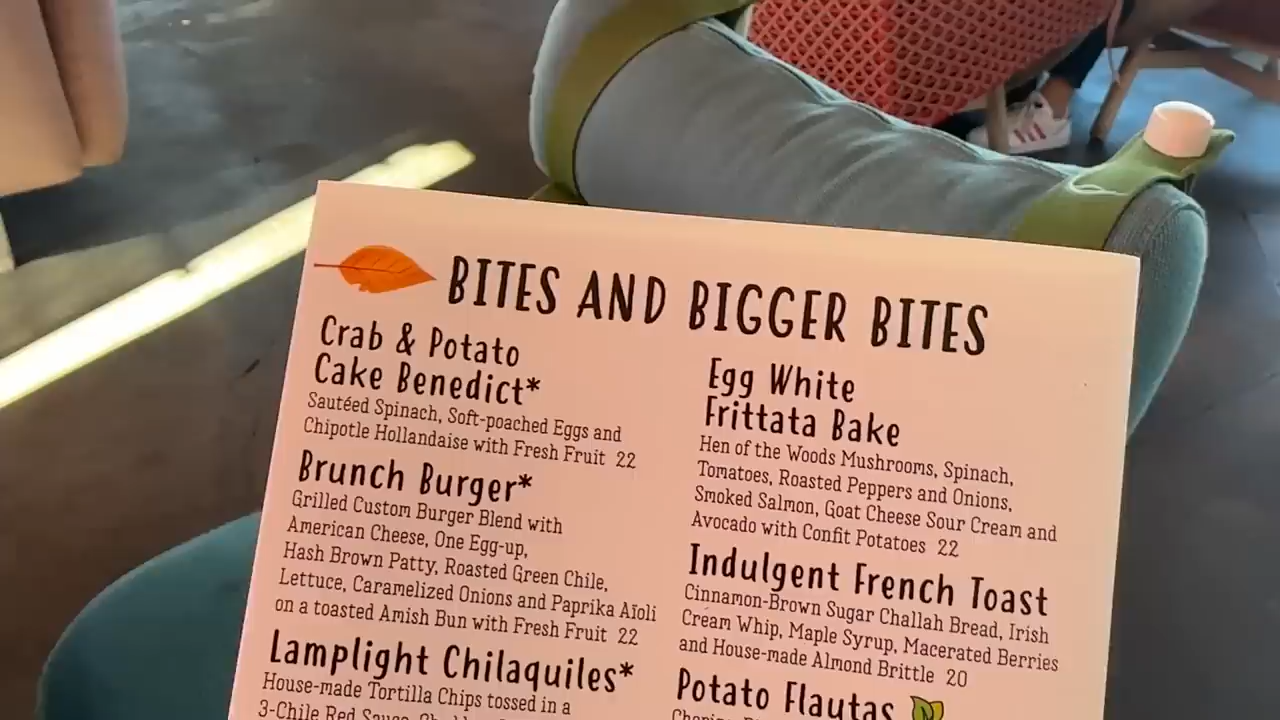 BITES AND BIGGER BITES
Crab & Potato
Cake Benedict*
Sautéed Spinach, Soft-poached Eggs and
Chipotle Hollandaise with Fresh Fruit 22
Brunch Burger*
Grilled Custom Burger Blend with
American Cheese, One Egg-up,
Hash Brown Patty, Roasted Green Chile,
Lettuce, Caramelized Onions and Paprika Aïoli
on a toasted Amish Bun with Fresh Fruit 22
Lamplight Chilaquiles*
House-made Tortilla Chips tossed in a
3-Chile Red Sauce,
Egg White
Frittata Bake
Hen of the Woods Mushrooms, Spinach,
Tomatoes, Roasted Peppers and Onions,
Smoked Salmon, Goat Cheese Sour Cream and
Avocado with Confit Potatoes 22
Indulgent French Toast
Cinnamon-Brown Sugar Challah Bread, Irish
Cream Whip, Maple Syrup, Macerated Berries
and House-made Almond Brittle 20
Potato Flautas